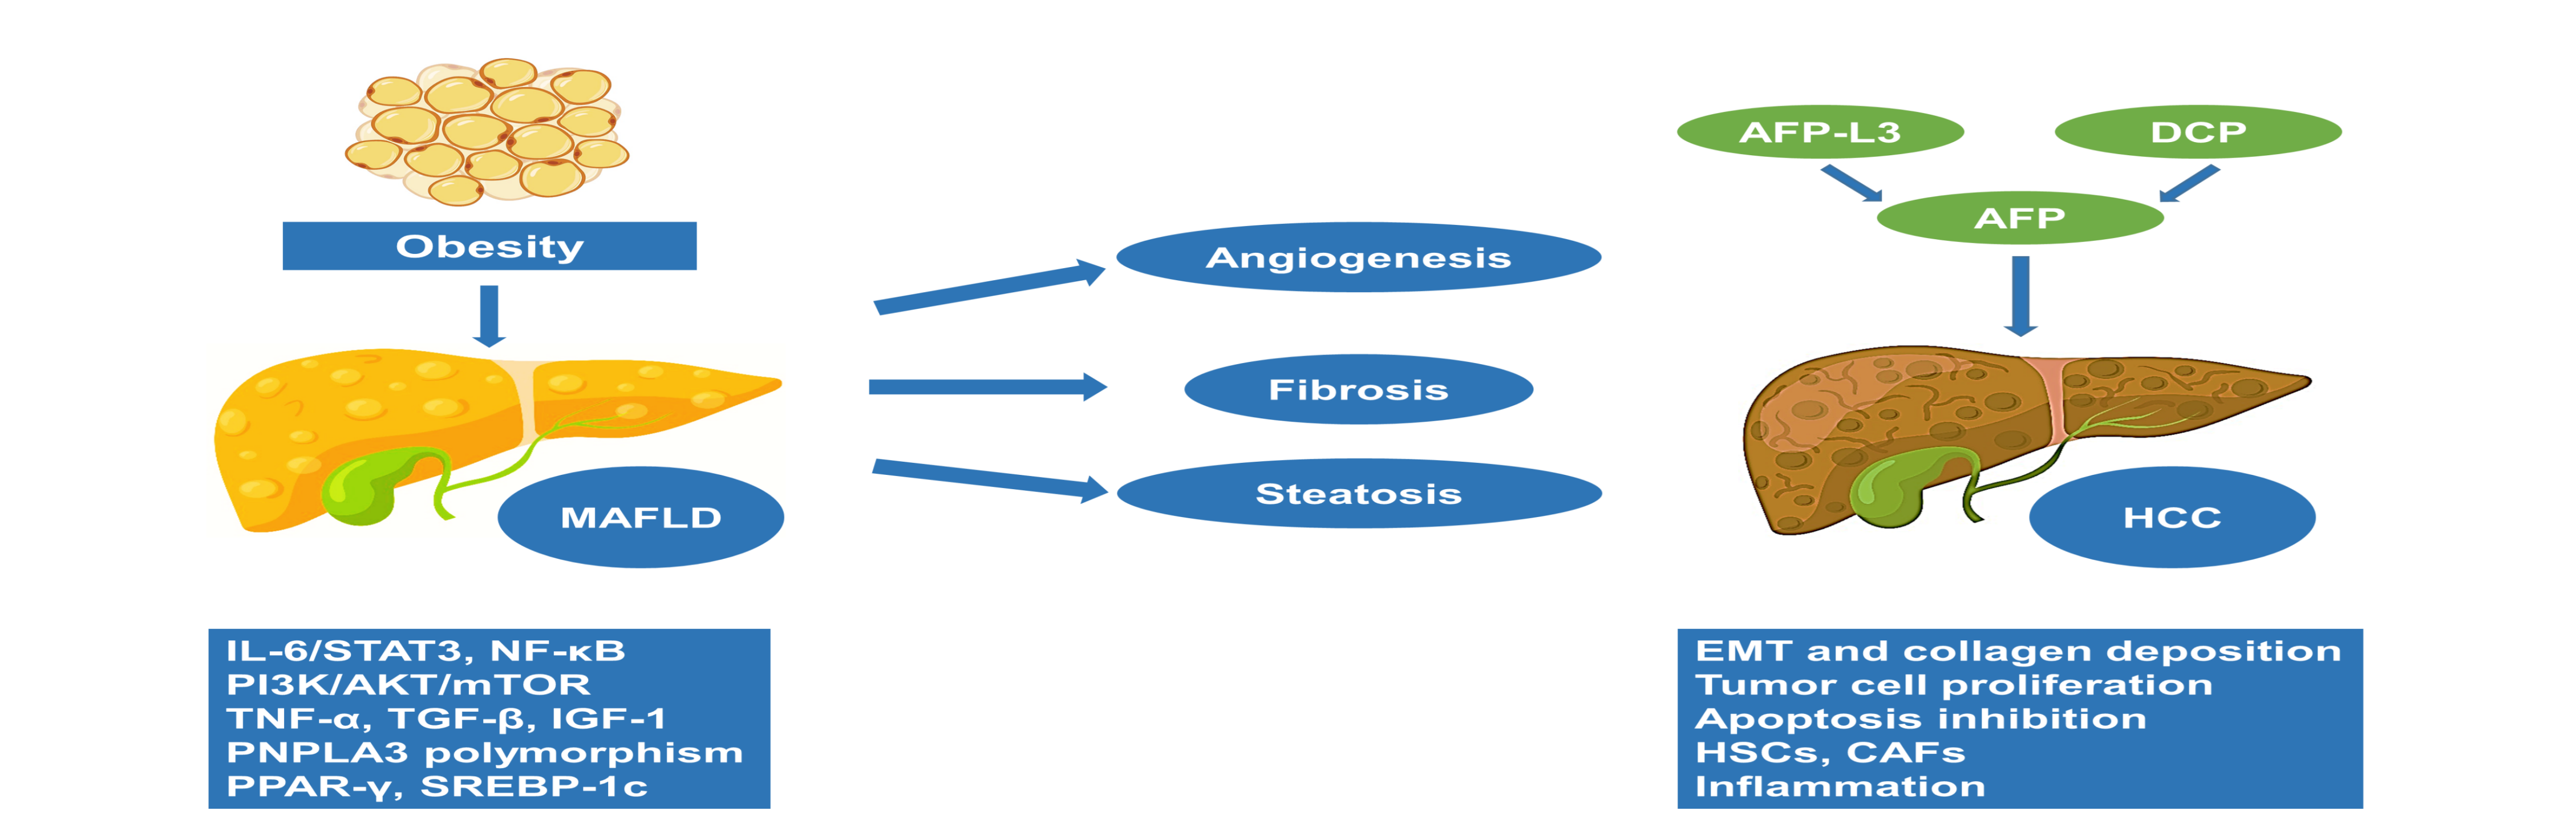 Obesity
MAFLD
IL-6/STAT3, NF-κB
PI3K/AKT/mTOR
TNF-α, TGF-β, IGF-1
PNPLA3 polymorphism
PPAR-γ, SREBP-1c
Angiogenesis
Fibrosis
Steatosis
AFP-L3
DCP
AFP
HCC
EMT and collagen deposition
Tumor cell proliferation
Apoptosis inhibition
HSCs, CAFs
Inflammation